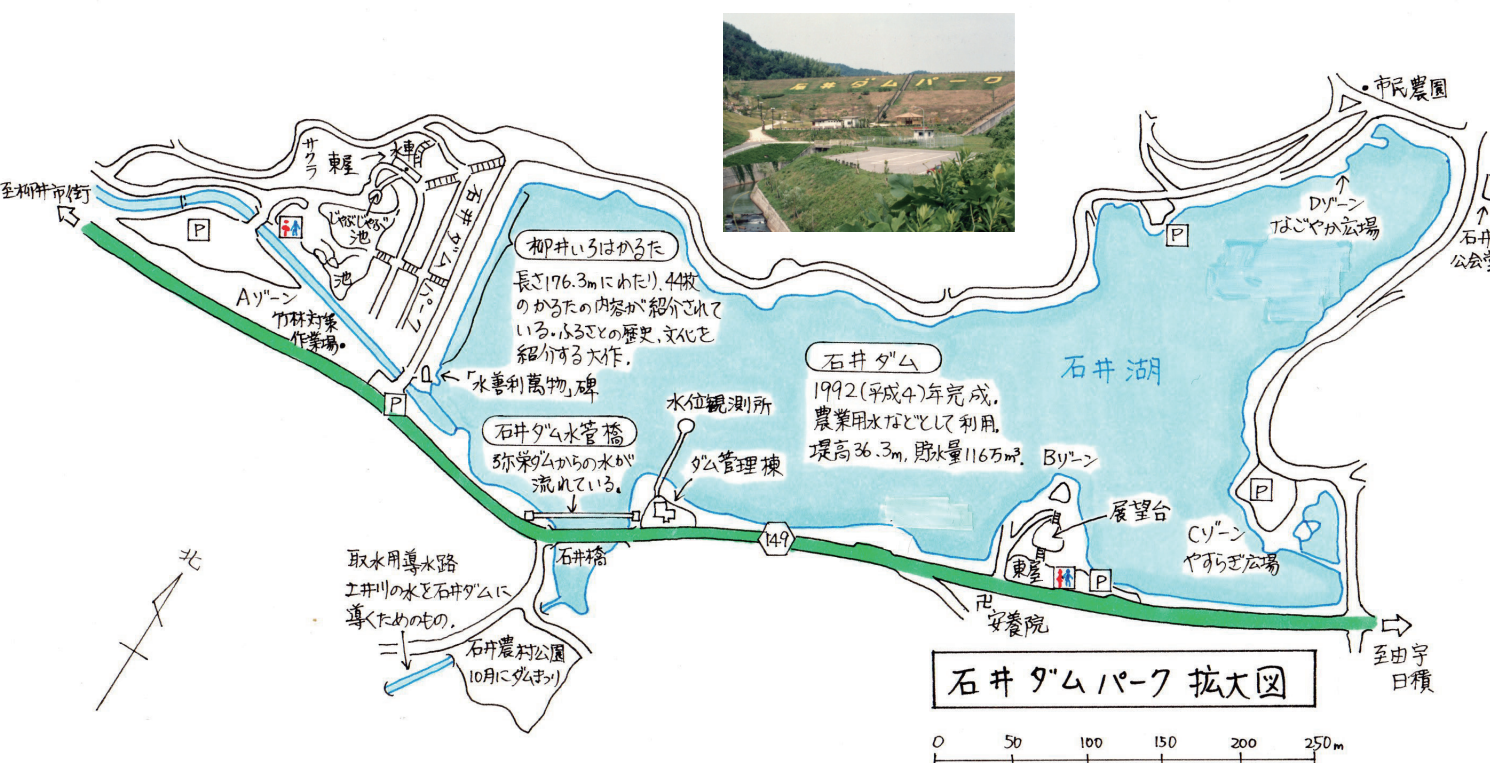 石井ダムパーク
・市民農園
サクラ
東屋
水車
至柳井市街
P
じゃぶじゃぶ
池
池
石井ダムパーク
Aゾーン
竹林対策
作業場・
P
柳井いろはかるた
長さ176.3mにわたり、44枚
のかるたの内容が紹介されて
いる。ふるさとの歴史、文化を
紹介する大作。
「水善利萬物」碑
石井ダム水管橋
弥栄ダムからの水が
流れている。
水位観測所
ダム管理棟
石井ダム
1992(平成4)年完成。
農業用水などとして利用。
堤高36.3m, 貯水量116万m³.
石井湖
P
Dゾーン
なごやか広場
石井
公会堂
Bゾーン
展望台
東屋
P
P
Cゾーン
やすらぎ広場
149
石井橋
卍
安養院
至由宇
日積
北
取水用導水路
土井川の水を石井ダムに
導くためのもの。
石井農村公園
10月にダムまつり
石井ダムパーク 拡大図
0 50 100 150 200 250m